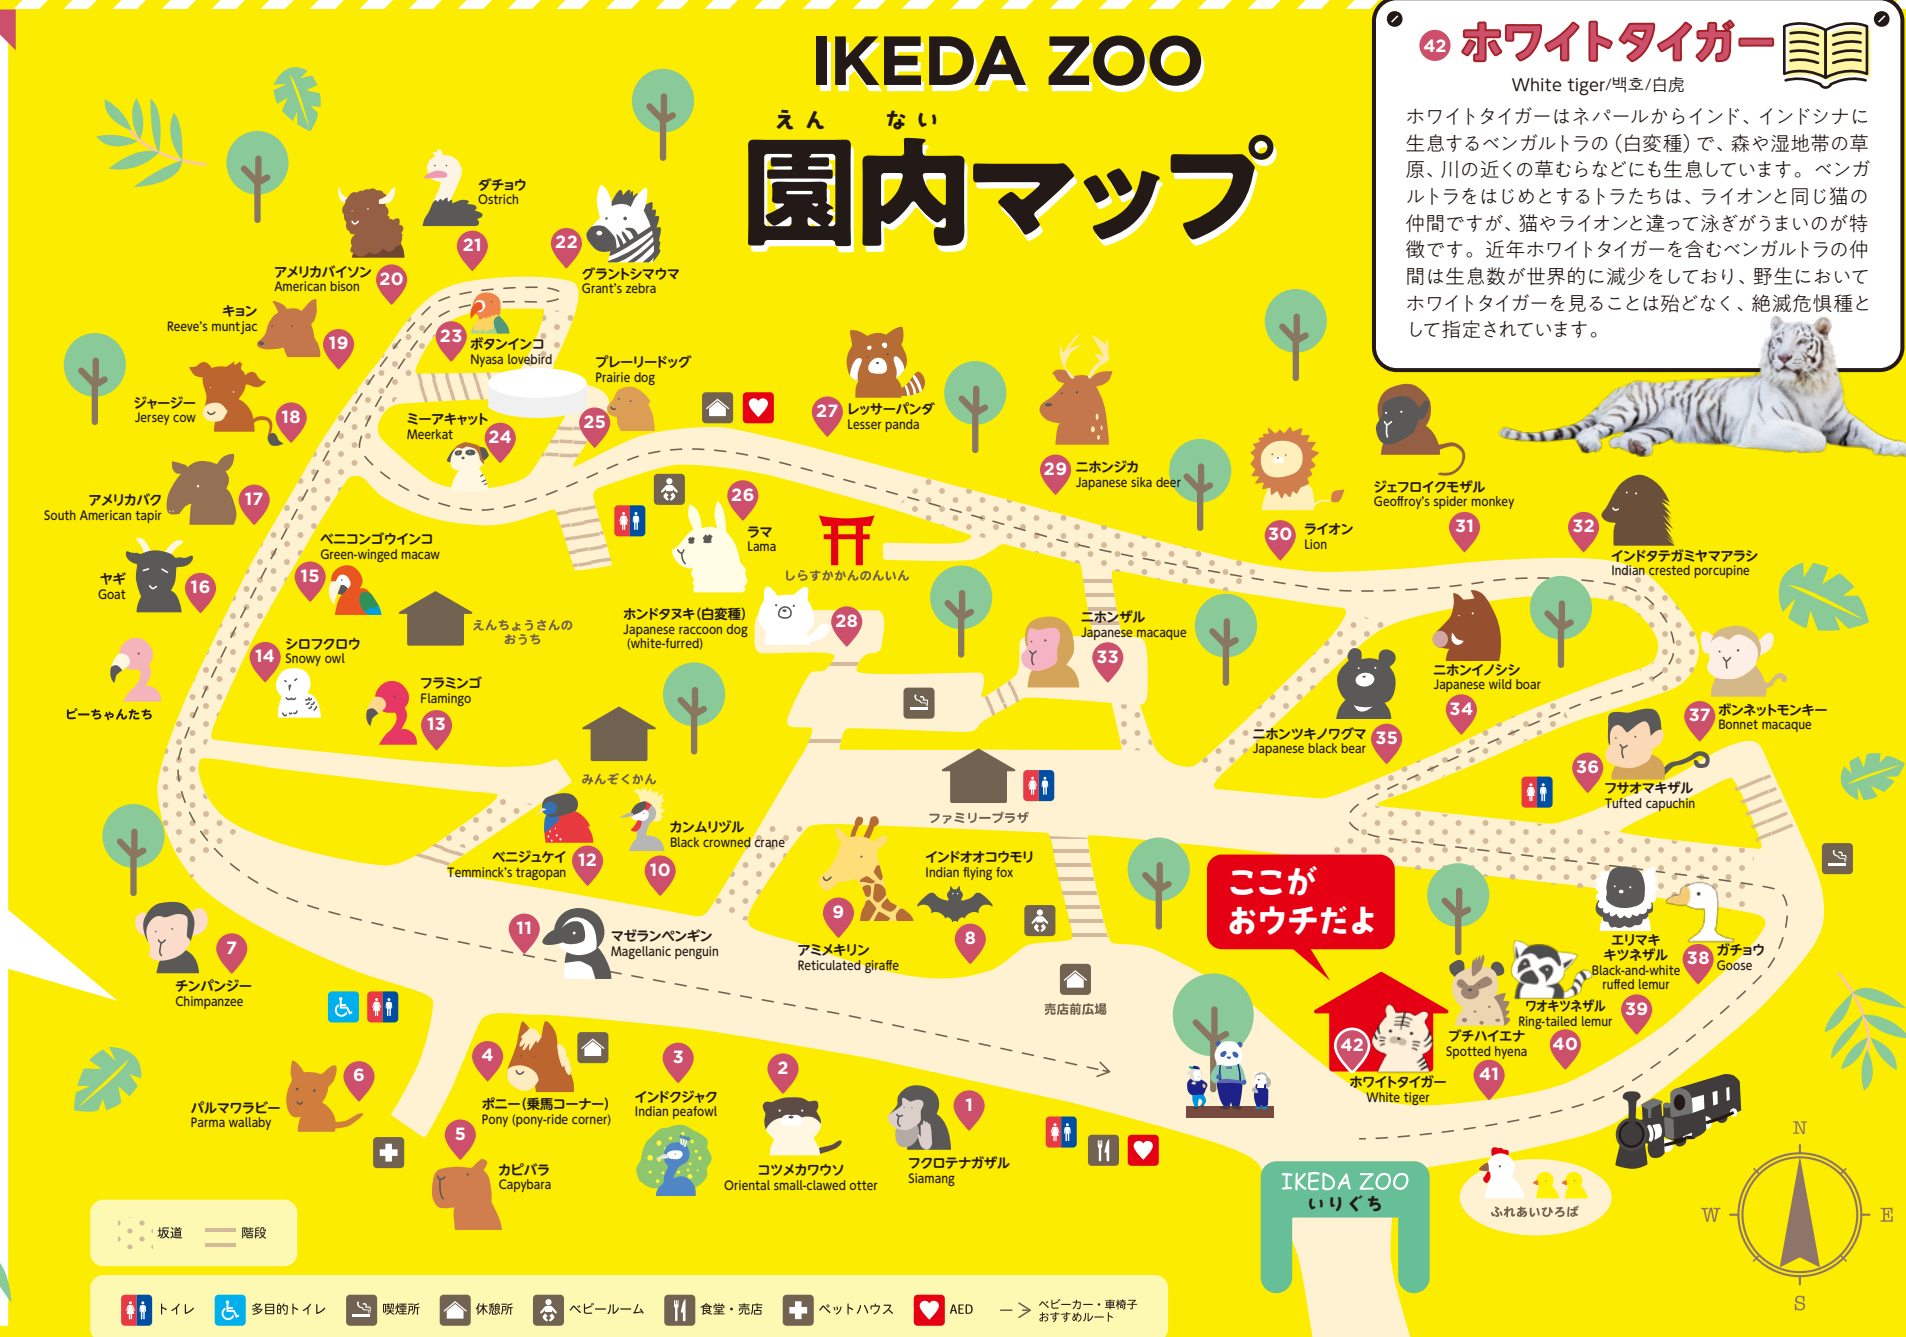 IKEDA ZOO
えん ない
園内マップ
42 ホワイトタイガー
White tiger/백호/白虎
ホワイトタイガーはネパールからインド、インドシナに
生息するベンガルトラの（白変種）で、森や湿地帯の草
原、川の近くの草むらなどにも生息しています。ベンガ
ルトラをはじめとするトラたちは、ライオンと同じ猫の
仲間ですが、猫やライオンと違って泳ぎがうまいのが特
徴です。近年ホワイトタイガーを含むベンガルトラの仲
間は生息数が世界的に減少をしており、野生において
ホワイトタイガーを見ることは殆どなく、絶滅危惧種と
して指定されています。
ダチョウ
Ostrich
21
22
グラントシマウマ
Grant's zebra
アメリカバイソン
American bison
20
キョン
Reeve's muntjac
19
23
ボタンインコ
Nyasa lovebird
プレーリードッグ
Prairie dog
25
ジャージー
Jersey cow
18
ミーアキャット
Meerkat
24
27
レッサーパンダ
Lesser panda
29
ニホンジカ
Japanese sika deer
30
ライオン
Lion
ジェフロイクモザル
Geoffroy's spider monkey
31
32
インドタテガミヤマアラシ
Indian crested porcupine
アメリカバク
South American tapir
17
26
ラマ
Lama
しらすかかんのんいん
ベニコンゴウインコ
Green-winged macaw
15
ヤギ
Goat
16
えんちょうさんの
おうち
ホンドタヌキ（白変種）
Japanese raccoon dog
(white-furred)
28
ニホンザル
Japanese macaque
33
14
シロフクロウ
Snowy owl
ピーちゃんたち
フラミンゴ
Flamingo
13
みんぞくかん
ニホンイノシシ
Japanese wild boar
34
ニホンツキノワグマ
Japanese black bear
35
37
ボンネットモンキー
Bonnet macaque
36
フサオマキザル
Tufted capuchin
ファミリープラザ
カンムリヅル
Black crowned crane
10
ベニジュケイ
Temminck's tragopan
12
インドオオコウモリ
Indian flying fox
8
9
アミメキリン
Reticulated giraffe
11
マゼランペンギン
Magellanic penguin
7
チンパンジー
Chimpanzee
売店前広場
ここが
おウチだよ
42
ホワイトタイガー
White tiger
エリマキ
キツネザル
Black-and-white
ruffed lemur
39
38
ガチョウ
Goose
ワオキツネザル
Ring-tailed lemur
40
ブチハイエナ
Spotted hyena
41
6
パルマワラビー
Parma wallaby
4
ポニー（乗馬コーナー）
Pony (pony-ride corner)
3
インドクジャク
Indian peafowl
2
コツメカワウソ
Oriental small-clawed otter
1
フクロテナガザル
Siamang
5
カピバラ
Capybara
IKEDA ZOO
いりぐち
ふれあいひろば
N
W
E
S
坂道
階段
トイレ
多目的トイレ
喫煙所
休憩所
ベビールーム
食堂・売店
ペットハウス
AED
ベビーカー・車椅子
おすすめルート